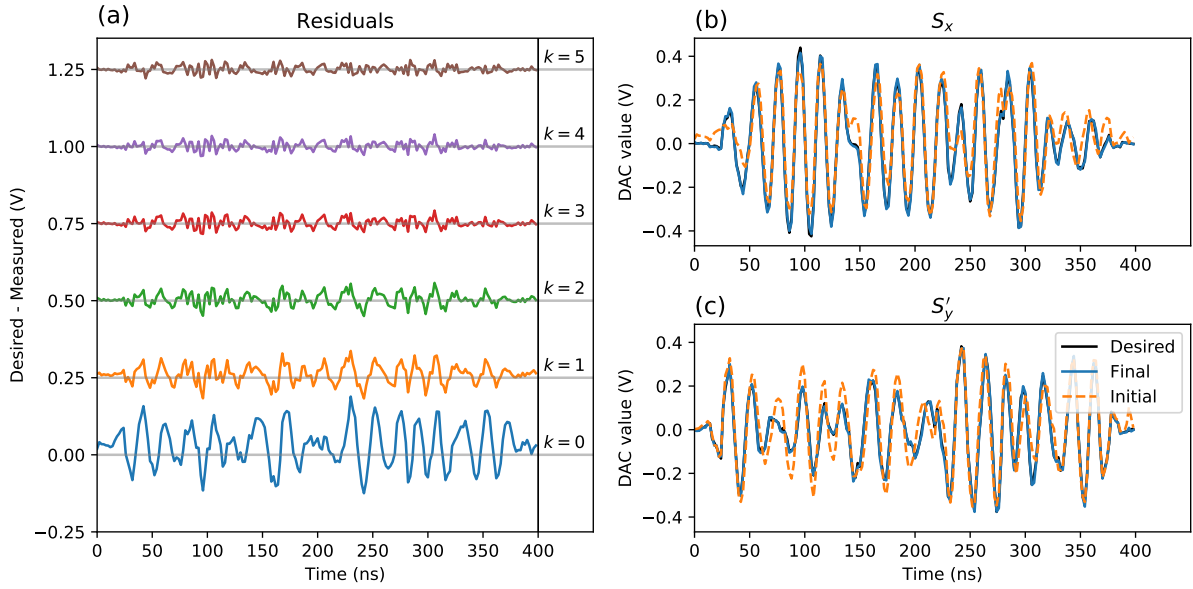 (a)
Residuals
Desired - Measured (V)
1.25
1.00
0.75
0.50
0.25
0.00
−0.25
k = 5
k = 4
k = 3
k = 2
k = 1
k = 0
0 50 100 150 200 250 300 350 400
Time (ns)
(b)
S_x
DAC value (V)
0.4
0.2
0.0
−0.2
−0.4
0 50 100 150 200 250 300 350 400
(c)
S′_y
DAC value (V)
0.4
0.2
0.0
−0.2
−0.4
Desired
Final
Initial
0 50 100 150 200 250 300 350 400
Time (ns)